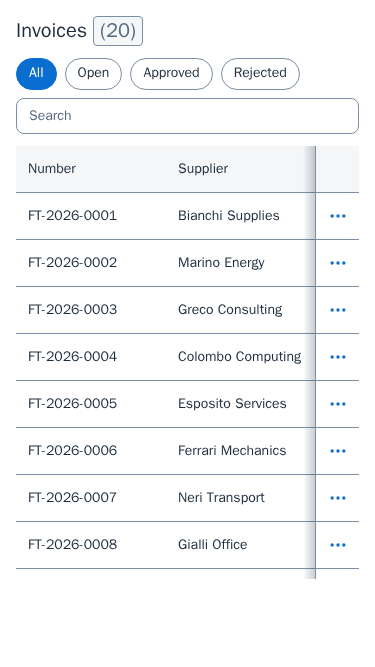 Invoices (20)
All Open Approved Rejected
Search
Number Supplier
FT-2026-0001 Bianchi Supplies
FT-2026-0002 Marino Energy
FT-2026-0003 Greco Consulting
FT-2026-0004 Colombo Computing
FT-2026-0005 Esposito Services
FT-2026-0006 Ferrari Mechanics
FT-2026-0007 Neri Transport
FT-2026-0008 Gialli Office